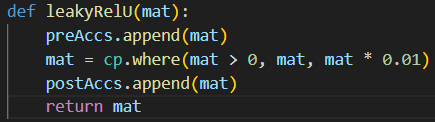 def leakyRelU(mat):
    preAccs.append(mat)
    mat = cp.where(mat > 0, mat, mat * 0.01)
    postAccs.append(mat)
    return mat